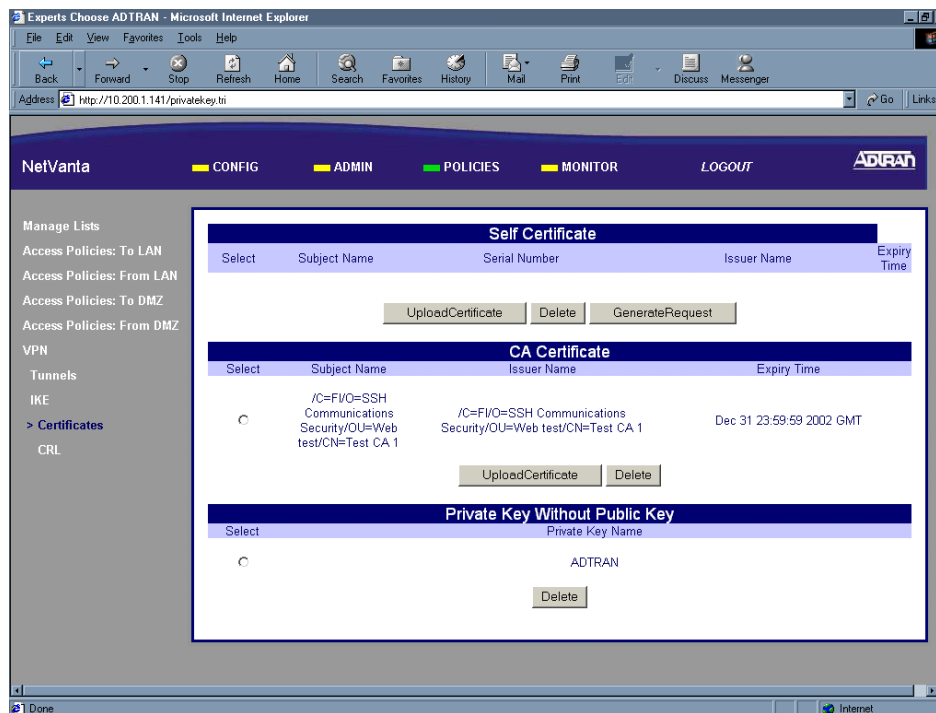 Experts Choose ADTRAN - Microsoft Internet Explorer
File Edit View Favorites Tools Help
Back Forward Stop Refresh Home Search Favorites History Mail Print Edit Discuss Messenger
Address http://10.200.1.141/privatekey.tri Go Links
NetVanta CONFIG ADMIN POLICIES MONITOR LOGOUT ADTRAN
Manage Lists
Access Policies: To LAN
Access Policies: From LAN
Access Policies: To DMZ
Access Policies: From DMZ
VPN
Tunnels
IKE
> Certificates
CRL
Self Certificate
Select Subject Name Serial Number Issuer Name Expiry
Time
UploadCertificate Delete GenerateRequest
CA Certificate
Select Subject Name Issuer Name Expiry Time
/C=FI/O=SSH
Communications
Security/OU=Web
test/CN=Test CA 1
/C=FI/O=SSH Communications
Security/OU=Web test/CN=Test CA 1
Dec 31 23:59:59 2002 GMT
UploadCertificate Delete
Private Key Without Public Key
Select Private Key Name
ADTRAN
Delete
Done Internet